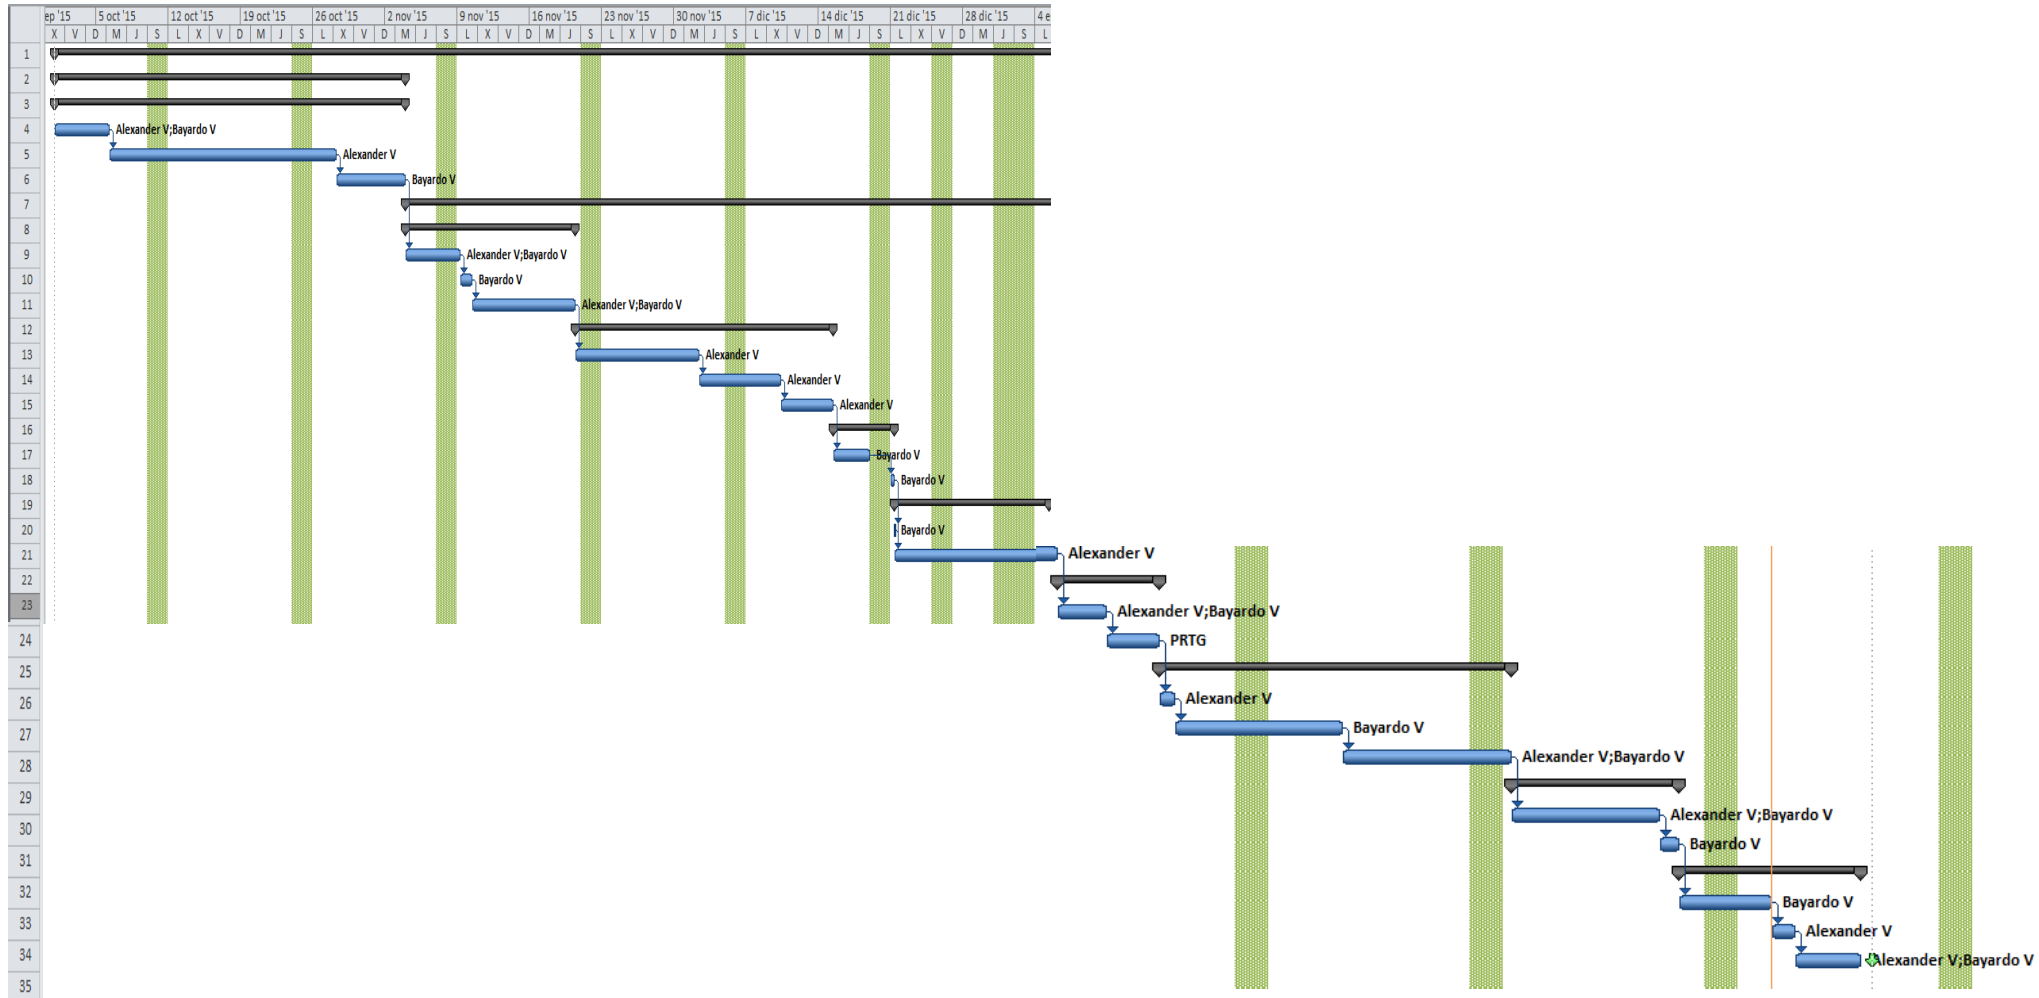 ep '15 5 oct '15 12 oct '15 19 oct '15 26 oct '15 2 nov '15 9 nov '15 16 nov '15 23 nov '15 30 nov '15 7 dic '15 14 dic '15 21 dic '15 28 dic '15 4 e
X V D M J S L X V D M J S L X V D M J S L X V D M J S L X V D M J S L X V D M J S L X V D M J S L
1
2
3
4 Alexander V;Bayardo V
5 Alexander V
6 Bayardo V
7
8
9 Alexander V;Bayardo V
10 Bayardo V
11 Alexander V;Bayardo V
12
13 Alexander V
14 Alexander V
15 Alexander V
16
17 Bayardo V
18 Bayardo V
19
20 Bayardo V
21 Alexander V
22
23 Alexander V;Bayardo V
24 PRTG
25
26 Alexander V
27 Bayardo V
28 Alexander V;Bayardo V
29
30 Alexander V;Bayardo V
31 Bayardo V
32 Bayardo V
33 Alexander V
34 Alexander V;Bayardo V
35